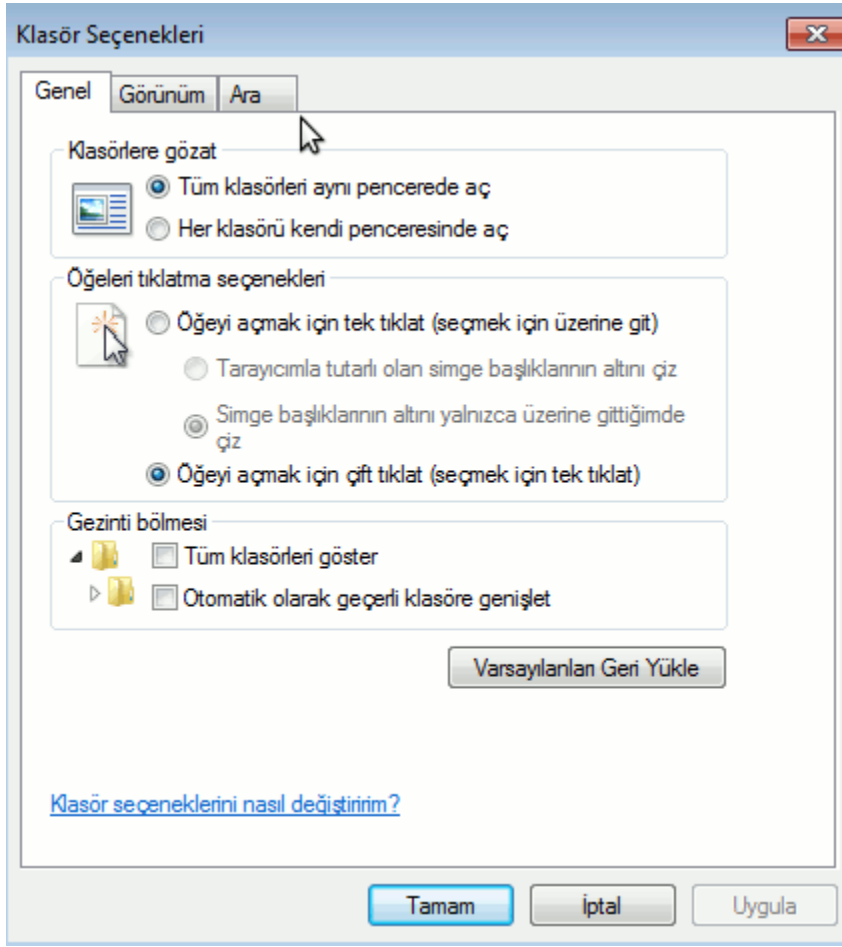 Klasör Seçenekleri
Genel Görünüm Ara
Klasörlere gözat
Tüm klasörleri aynı pencerede aç
Her klasörü kendi penceresinde aç
Öğeleri tıklatma seçenekleri
Öğeyi açmak için tek tıklat (seçmek için üzerine git)
Tarayıcımla tutarlı olan simge başlıklarının altını çiz
Simge başlıklarının altını yalnızca üzerine gittiğimde
çiz
Öğeyi açmak için çift tıklat (seçmek için tek tıklat)
Gezinti bölmesi
Tüm klasörleri göster
Otomatik olarak geçerli klasöre genişlet
Varsayılanları Geri Yükle
Klasör seçeneklerini nasıl değiştiririm?
Tamam İptal Uygula